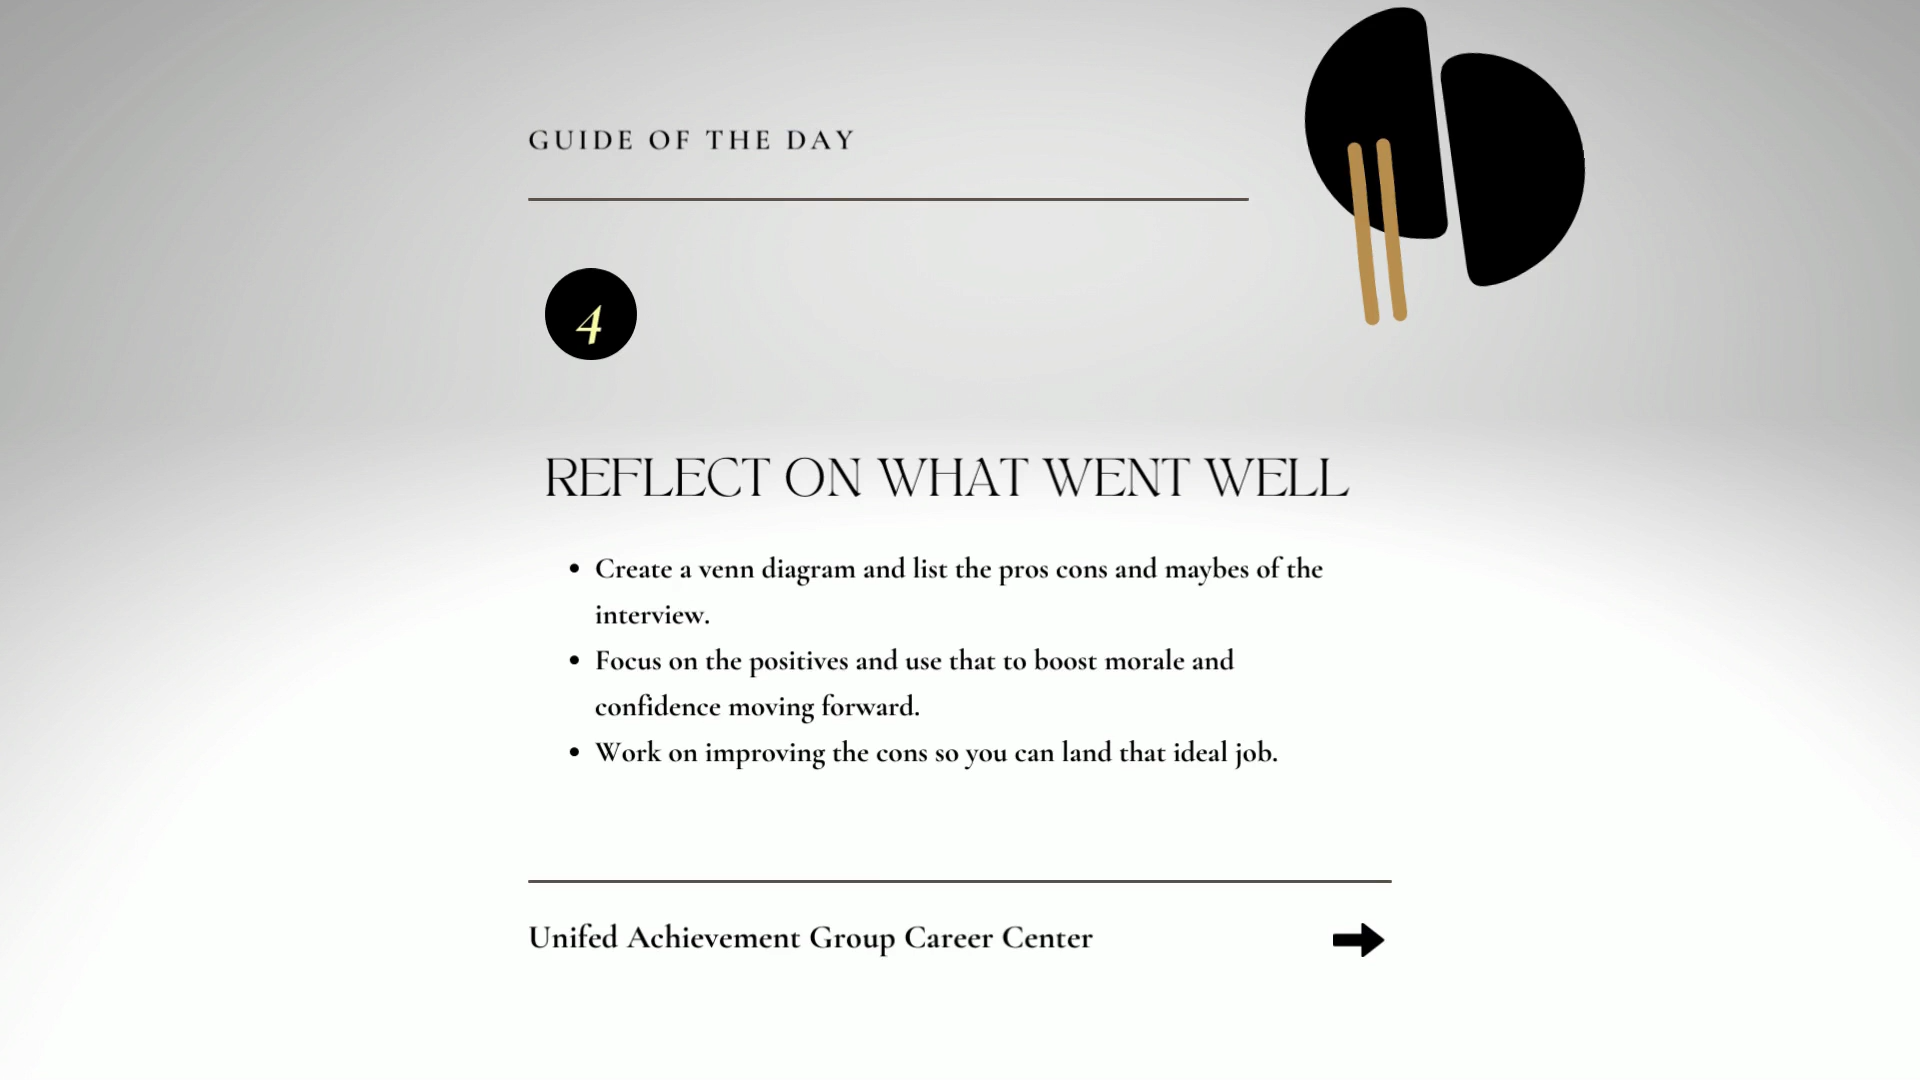 GUIDE OF THE DAY
4
REFLECT ON WHAT WENT WELL
• Create a venn diagram and list the pros cons and maybes of the
interview.
• Focus on the positives and use that to boost morale and
confidence moving forward.
• Work on improving the cons so you can land that ideal job.
Unifed Achievement Group Career Center